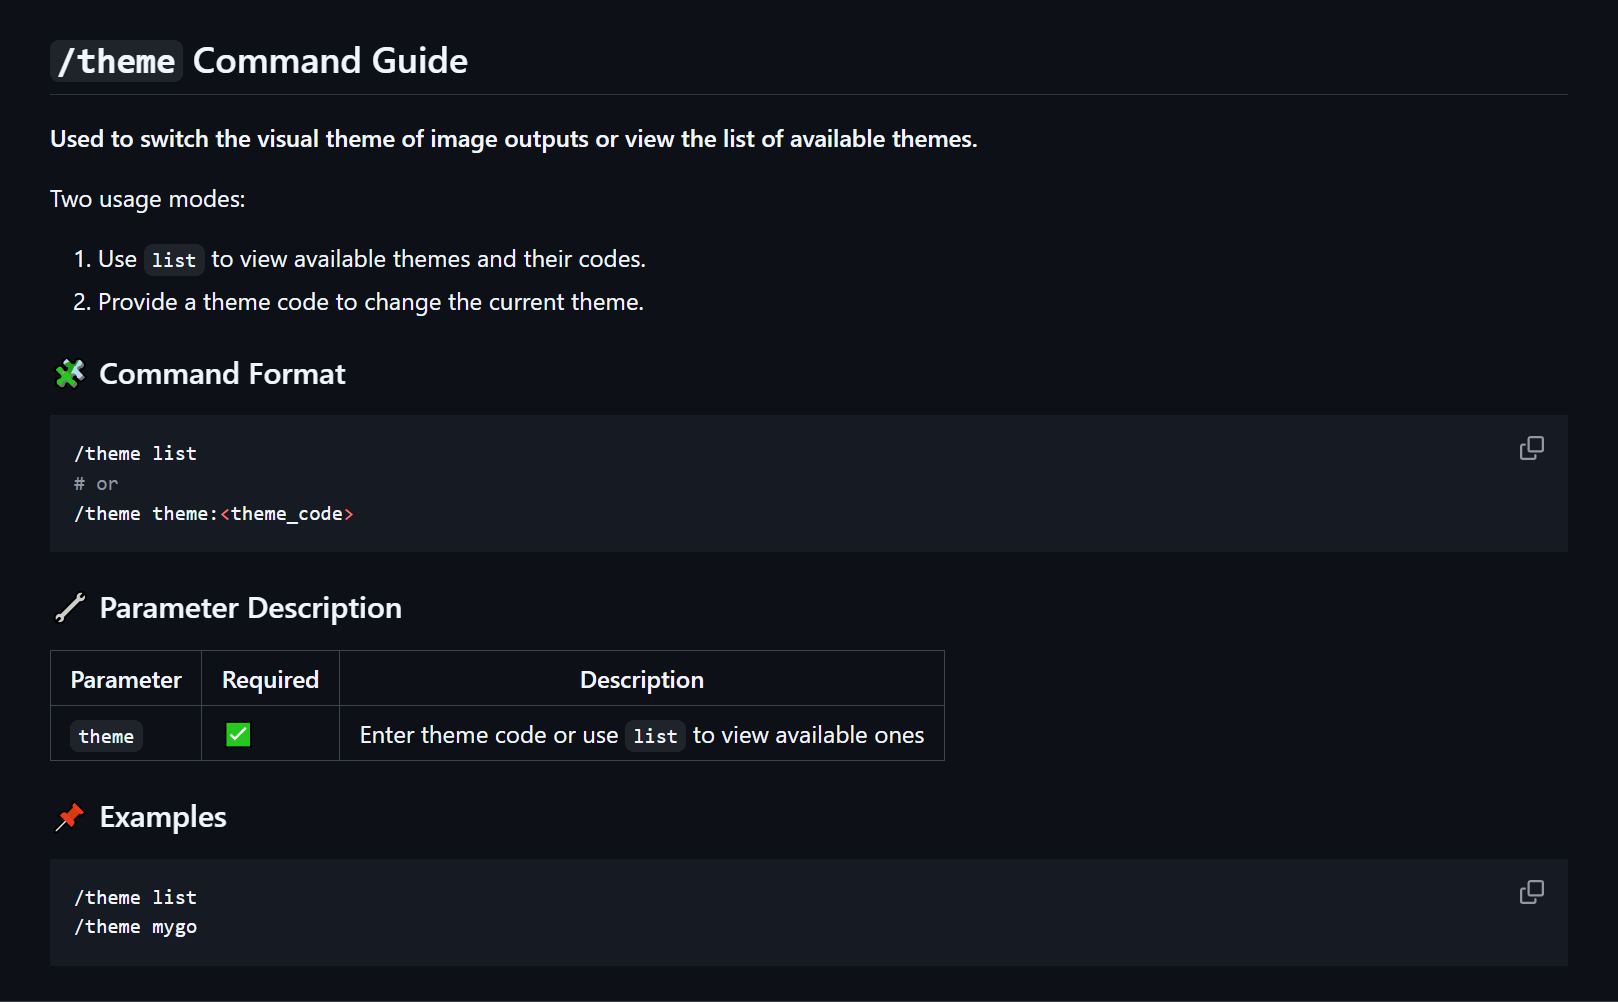 /theme Command Guide
Used to switch the visual theme of image outputs or view the list of available themes.
Two usage modes:
1. Use list to view available themes and their codes.
2. Provide a theme code to change the current theme.
Command Format
/theme list
# or
/theme theme:<theme_code>
Parameter Description
Parameter Required Description
theme ✅ Enter theme code or use list to view available ones
Examples
/theme list
/theme mygo